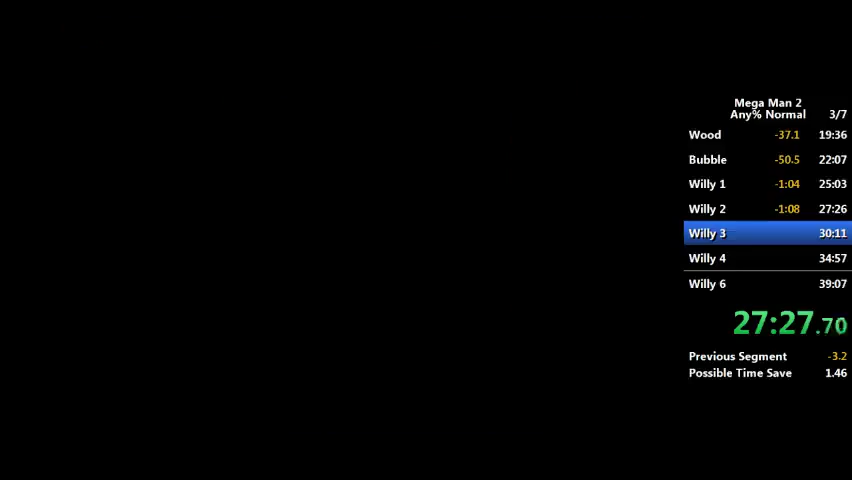 Mega Man 2
Any% Normal 3/7
Wood -37.1 19:36
Bubble -50.5 22:07
Willy 1 -1:04 25:03
Willy 2 -1:08 27:26
Willy 3 30:11
Willy 4 34:57
Willy 6 39:07
27:27.70
Previous Segment -3.2
Possible Time Save 1.46